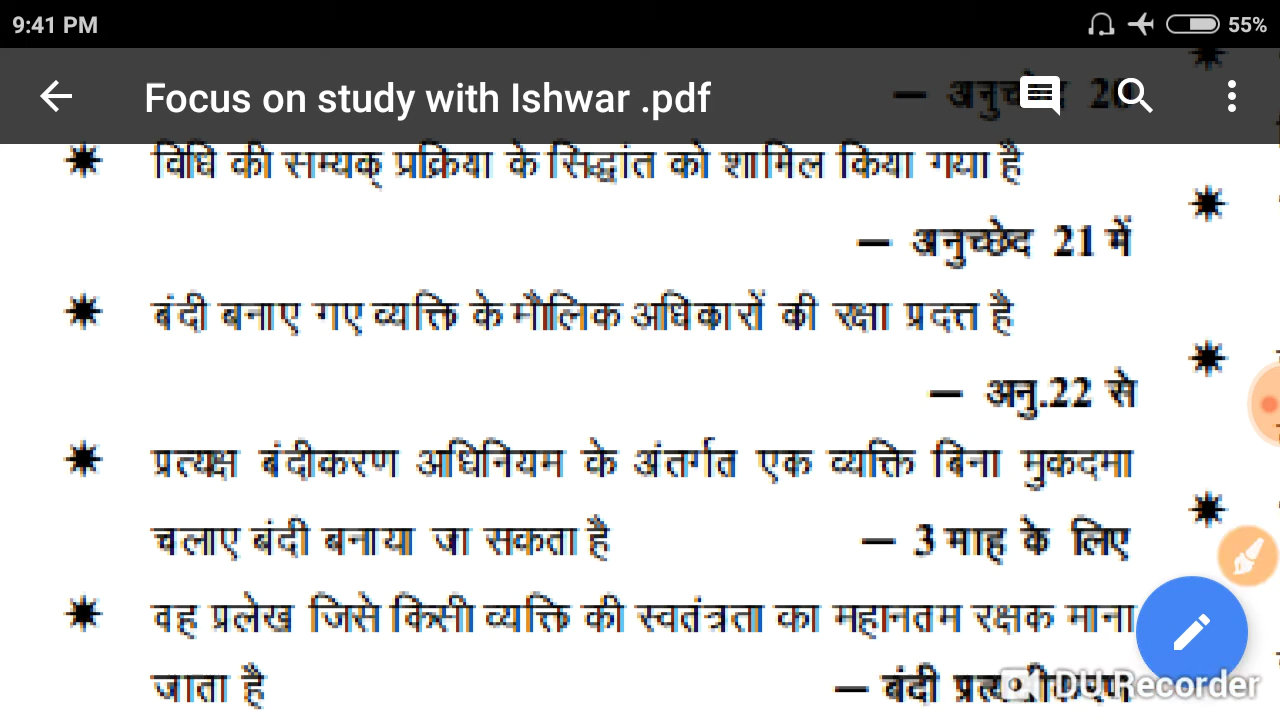 9:41 PM 55%
Focus on study with Ishwar .pdf
— 
✷ विधि की सम्यक् प्रक्रिया के सिद्धांत को शामिल किया गया है
— अनुच्छेद 21 में
✷ बंदी बनाए गए व्यक्ति के मौलिक अधिकारों की रक्षा प्रदत्त है
— अनु.22 से
✷ प्रत्यक्ष बंदीकरण अधिनियम के अंतर्गत एक व्यक्ति बिना मुकदमा
चलाए बंदी बनाया जा सकता है — 3 माह के लिए
✷ वह प्रलेख जिसे किसी व्यक्ति की स्वतंत्रता का महानतम रक्षक माना
जाता है — बंदी
DU Recorder